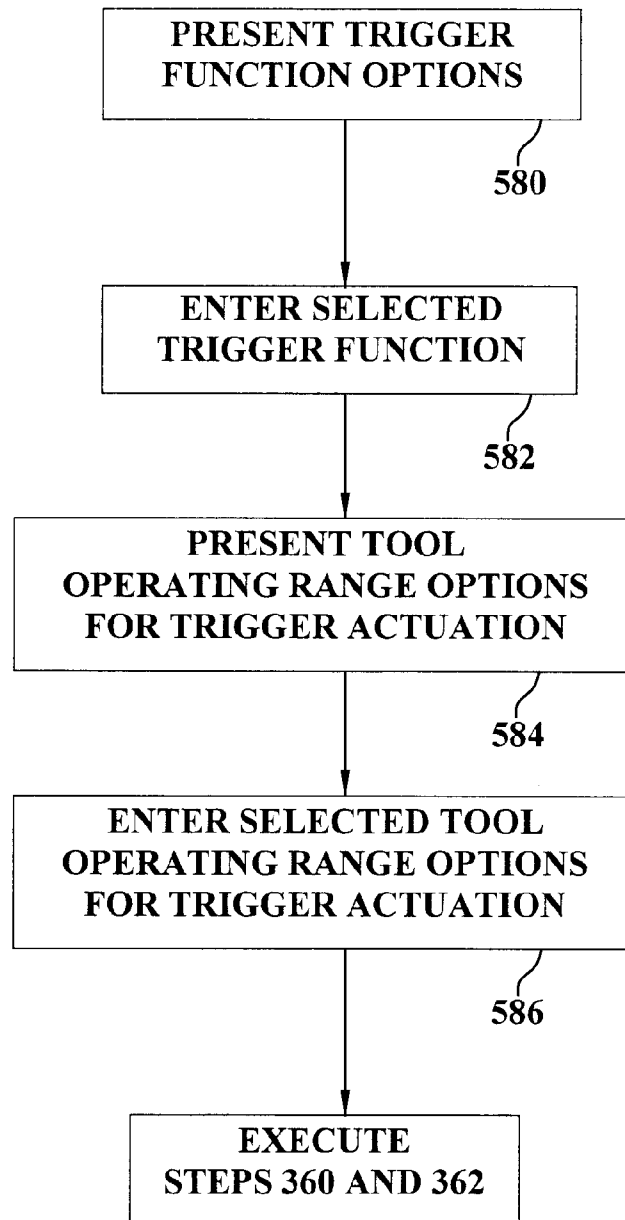 PRESENT TRIGGER
FUNCTION OPTIONS
580
ENTER SELECTED
TRIGGER FUNCTION
582
PRESENT TOOL
OPERATING RANGE OPTIONS
FOR TRIGGER ACTUATION
584
ENTER SELECTED TOOL
OPERATING RANGE OPTIONS
FOR TRIGGER ACTUATION
586
EXECUTE
STEPS 360 AND 362